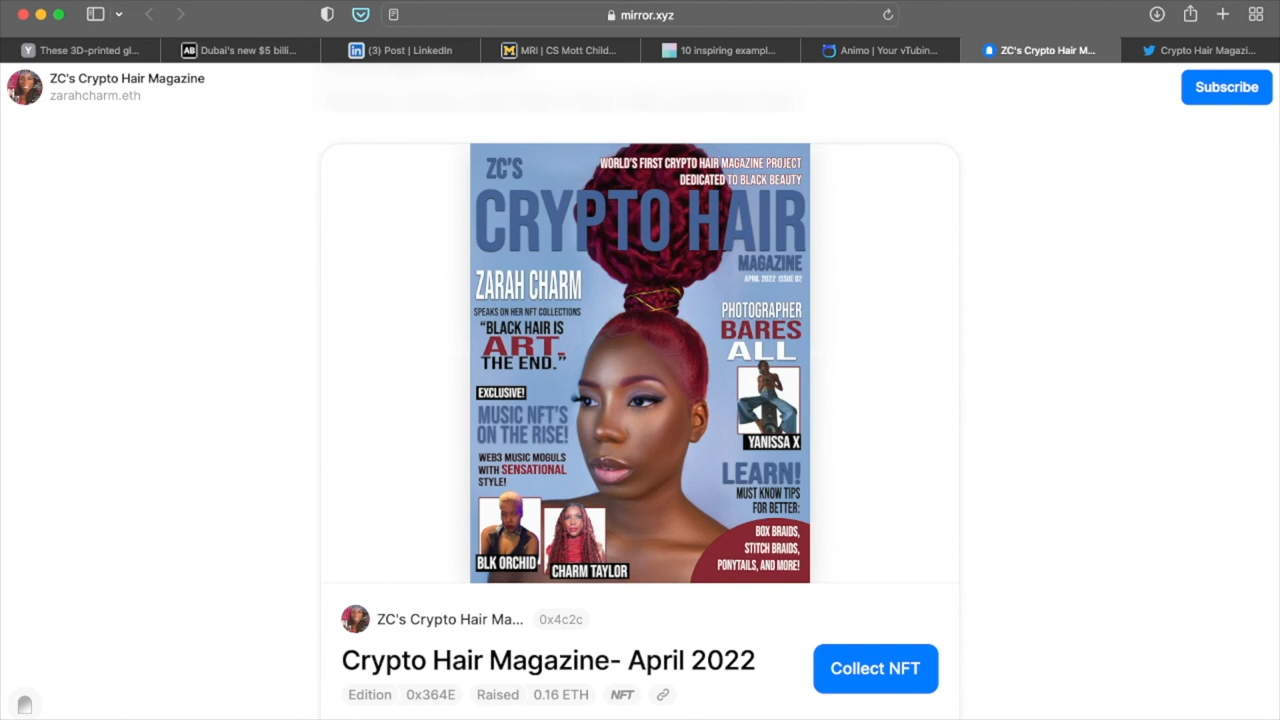 mirror.xyz
These 3D-printed gl...
Dubai's new $5 billi...
(3) Post | LinkedIn
MRI | CS Mott Child...
10 inspiring exampl...
Animo | Your vTubin...
ZC's Crypto Hair M...
Crypto Hair Magazi...
ZC's Crypto Hair Magazine
zarahcharm.eth
Subscribe
ZC'S
WORLD'S FIRST CRYPTO HAIR MAGAZINE PROJECT
DEDICATED TO BLACK BEAUTY
CRYPTO HAIR
MAGAZINE
APRIL 2022 ISSUE 02
ZARAH CHARM
SPEAKS ON HER NFT COLLECTIONS
"BLACK HAIR IS
ART.
THE END."
EXCLUSIVE!
MUSIC NFT'S
ON THE RISE!
WEB3 MUSIC MOGULS
WITH SENSATIONAL
STYLE!
BLK ORCHID
CHARM TAYLOR
PHOTOGRAPHER
BARES
ALL
YANISSA X
LEARN!
MUST KNOW TIPS
FOR BETTER:
BOX BRAIDS,
STITCH BRAIDS,
PONYTAILS, AND MORE!
ZC's Crypto Hair Ma... 0x4c2c
Crypto Hair Magazine- April 2022
Collect NFT
Edition 0x364E Raised 0.16 ETH NFT